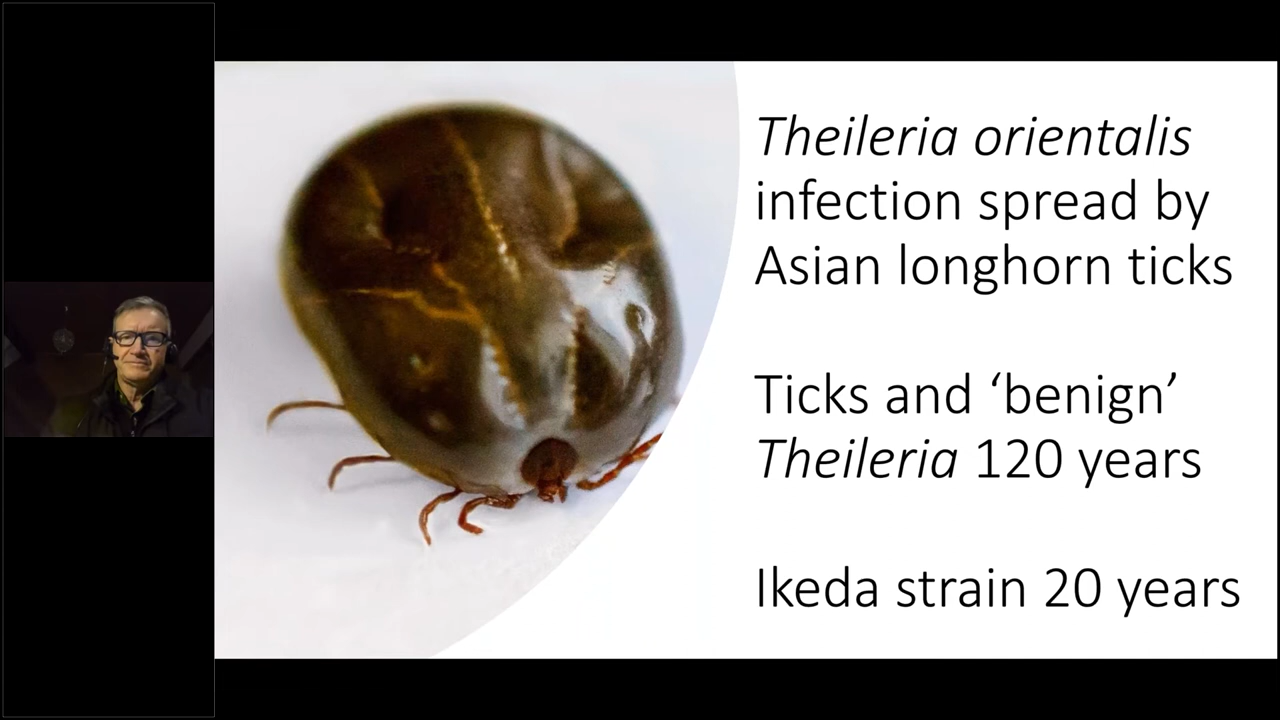 Theileria orientalis
infection spread by
Asian longhorn ticks
Ticks and ‘benign’
Theileria 120 years
Ikeda strain 20 years